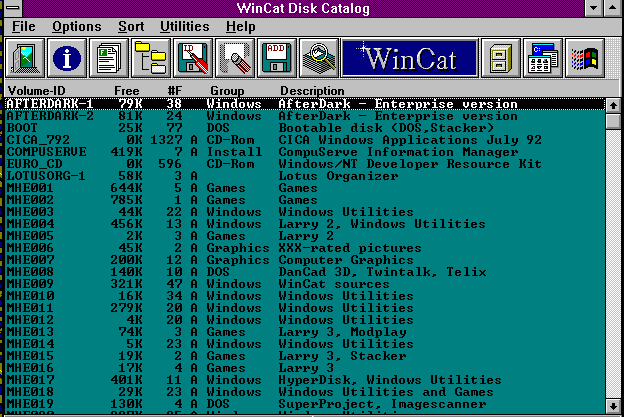 WinCat Disk Catalog
File Options Sort Utilities Help
ID ADD WinCat
Volume-ID Free #F Group Description
AFTERDARK-1 79K 38 Windows AfterDark - Enterprise version
AFTERDARK-2 81K 24 Windows AfterDark - Enterprise version
BOOT 25K 77 DOS Bootable disk (DOS,Stacker)
CICA_792 0K 1327 A CD-Rom CICA Windows Applications July 92
COMPUSERVE 419K 7 A Install CompuServe Information Manager
EURO_CD 0K 596 CD-Rom Windows/NT Developer Resource Kit
LOTUSORG-1 58K 3 A Lotus Organizer
MHE001 644K 5 A Games Games
MHE002 785K 1 A Games Games
MHE003 44K 22 A Windows Windows Utilities
MHE004 456K 13 A Windows Larry 2, Windows Utilities
MHE005 2K 3 A Games Larry 2
MHE006 45K 2 A Graphics XXX-rated pictures
MHE007 200K 12 A Graphics Computer Graphics
MHE008 140K 10 A DOS DanCad 3D, Twintalk, Telix
MHE009 321K 47 A Windows WinCat sources
MHE010 16K 34 A Windows Windows Utilities
MHE011 279K 20 A Windows Windows Utilities
MHE012 4K 20 A Windows Windows Utilities
MHE013 74K 3 A Games Larry 3, Modplay
MHE014 5K 23 A Windows Windows Utilities
MHE015 19K 2 A Games Larry 3, Stacker
MHE016 17K 4 A Games Larry 3
MHE017 401K 11 A Windows HyperDisk, Windows Utilities
MHE018 29K 23 A Windows Windows Utilities and Games
MHE019 130K 4 A DOS SuperProject, Imagescanner